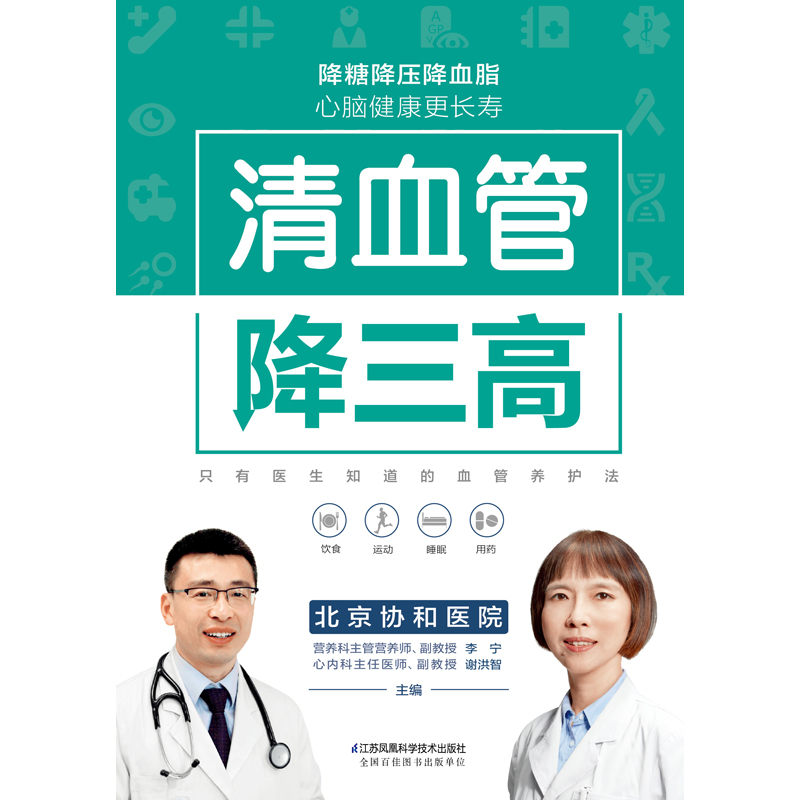 降糖降压降血脂
心脑健康更长寿
清血管
降三高
只有医生知道的血管养护法
饮食 运动 睡眠 用药
北京协和医院
营养科主管营养师、副教授 李 宁
心内科主任医师、副教授 谢洪智
主编
江苏凤凰科学技术出版社
全国百佳图书出版单位
A
GP
Rx